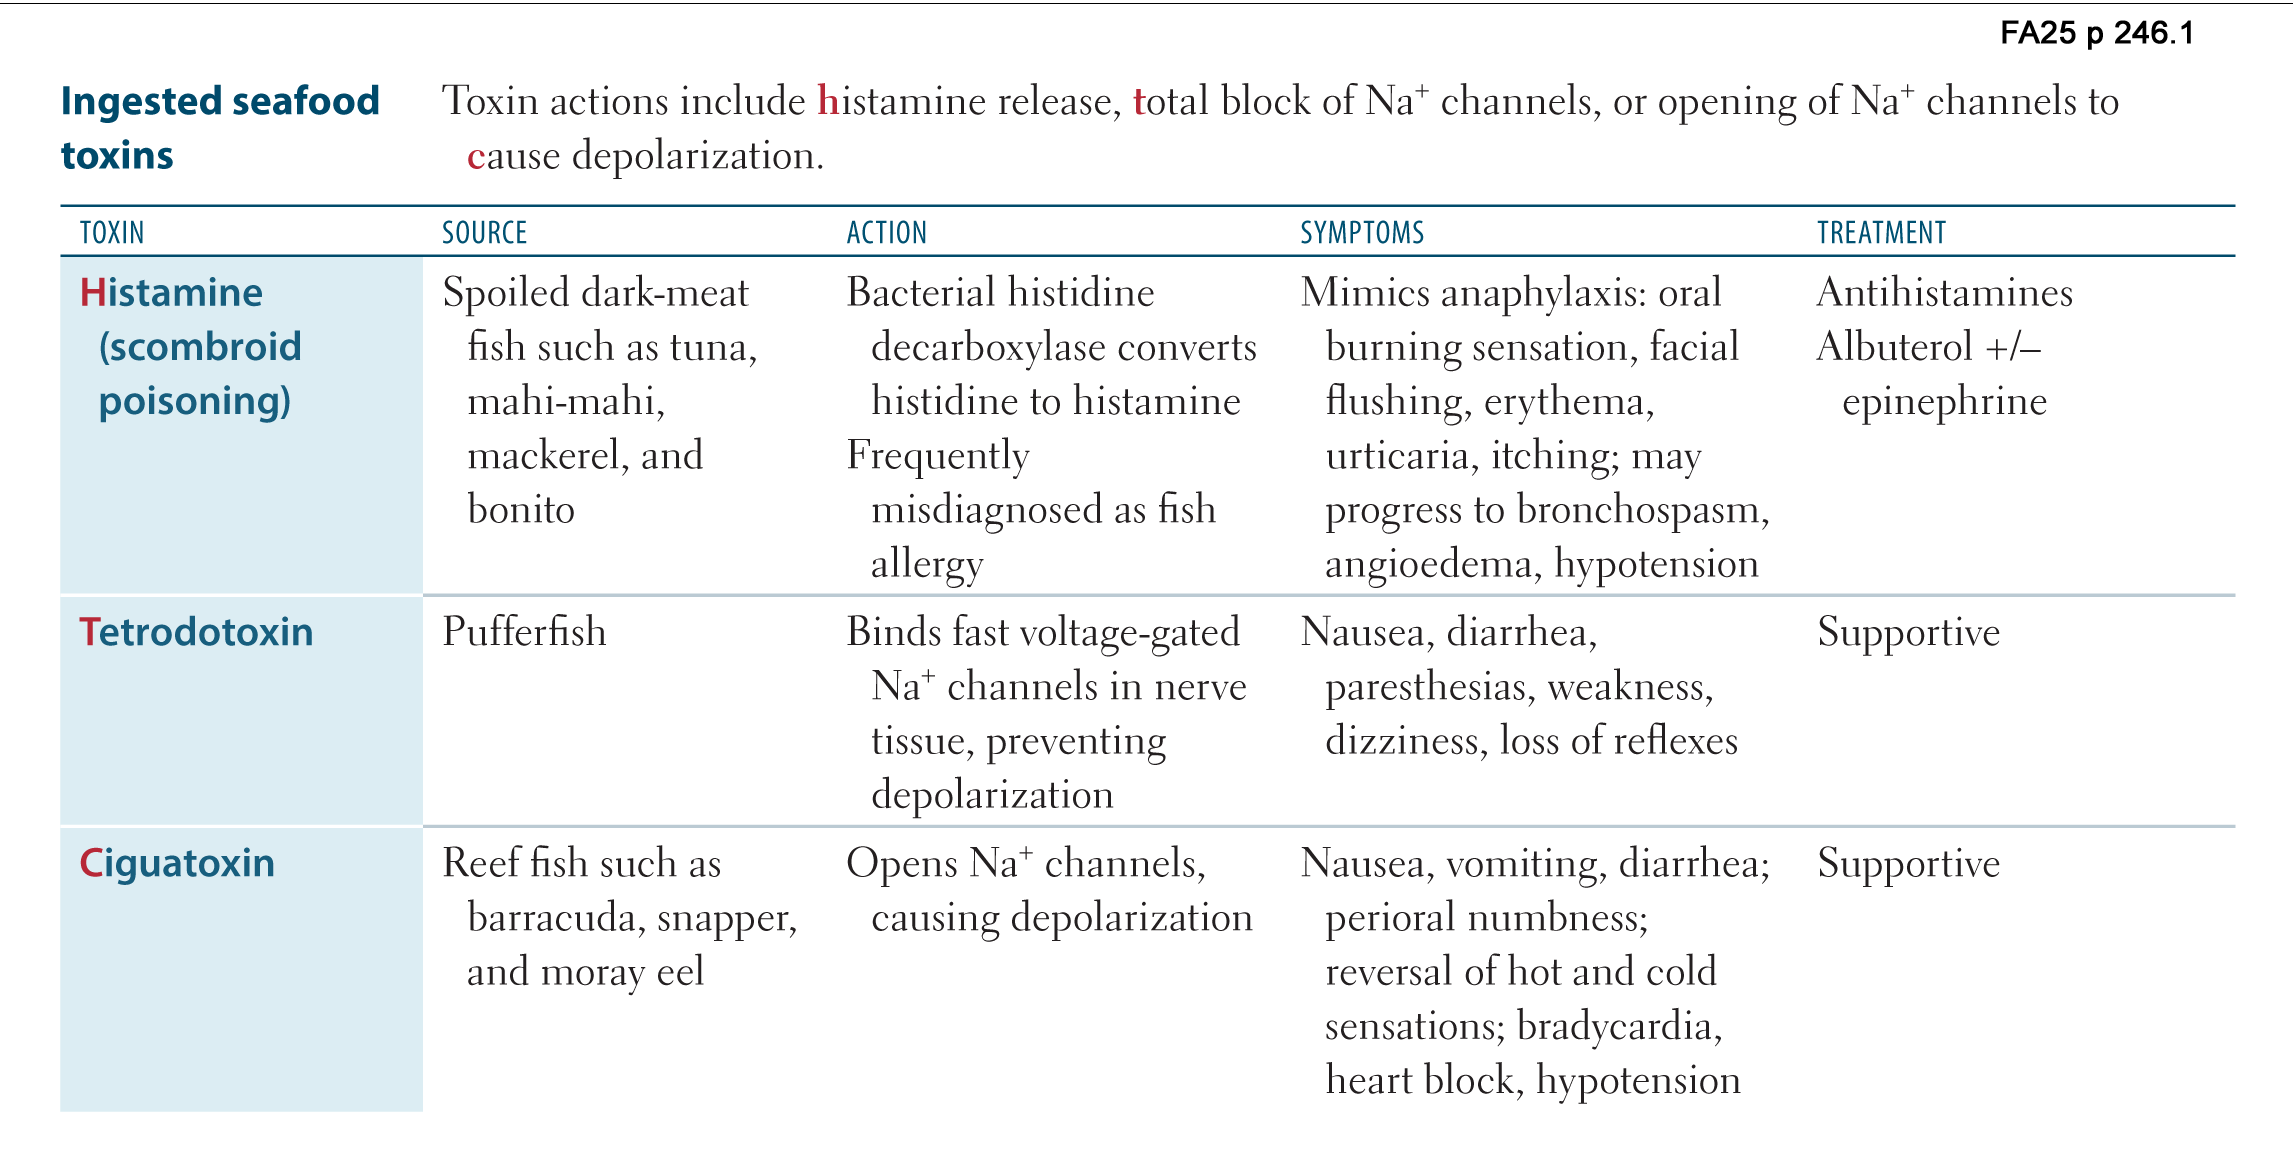 FA25 p 246.1
Ingested seafood
toxins
Toxin actions include histamine release, total block of Na⁺ channels, or opening of Na⁺ channels to
cause depolarization.
TOXIN SOURCE ACTION SYMPTOMS TREATMENT
Histamine
(scombroid
poisoning)
Spoiled dark-meat
fish such as tuna,
mahi-mahi,
mackerel, and
bonito
Bacterial histidine
decarboxylase converts
histidine to histamine
Frequently
misdiagnosed as fish
allergy
Mimics anaphylaxis: oral
burning sensation, facial
flushing, erythema,
urticaria, itching; may
progress to bronchospasm,
angioedema, hypotension
Antihistamines
Albuterol +/–
epinephrine
Tetrodotoxin
Pufferfish
Binds fast voltage-gated
Na⁺ channels in nerve
tissue, preventing
depolarization
Nausea, diarrhea,
paresthesias, weakness,
dizziness, loss of reflexes
Supportive
Ciguatoxin
Reef fish such as
barracuda, snapper,
and moray eel
Opens Na⁺ channels,
causing depolarization
Nausea, vomiting, diarrhea;
perioral numbness;
reversal of hot and cold
sensations; bradycardia,
heart block, hypotension
Supportive